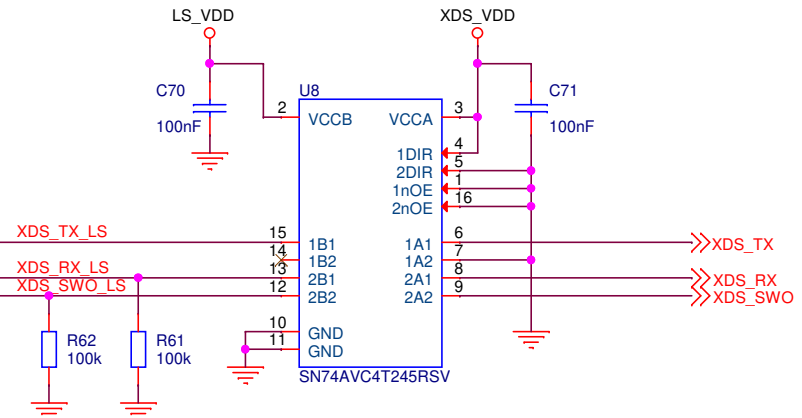 LS_VDD
XDS_VDD
C70
100nF
U8
C71
100nF
2
VCCB
VCCA
3
1DIR
4
2DIR
5
1nOE
1
2nOE
16
XDS_TX_LS
15
1B1
1A1
6
XDS_TX
14
1B2
1A2
7
XDS_RX_LS
13
2B1
2A1
8
XDS_RX
XDS_SWO_LS
12
2B2
2A2
9
XDS_SWO
10
GND
11
GND
R62
100k
R61
100k
SN74AVC4T245RSV